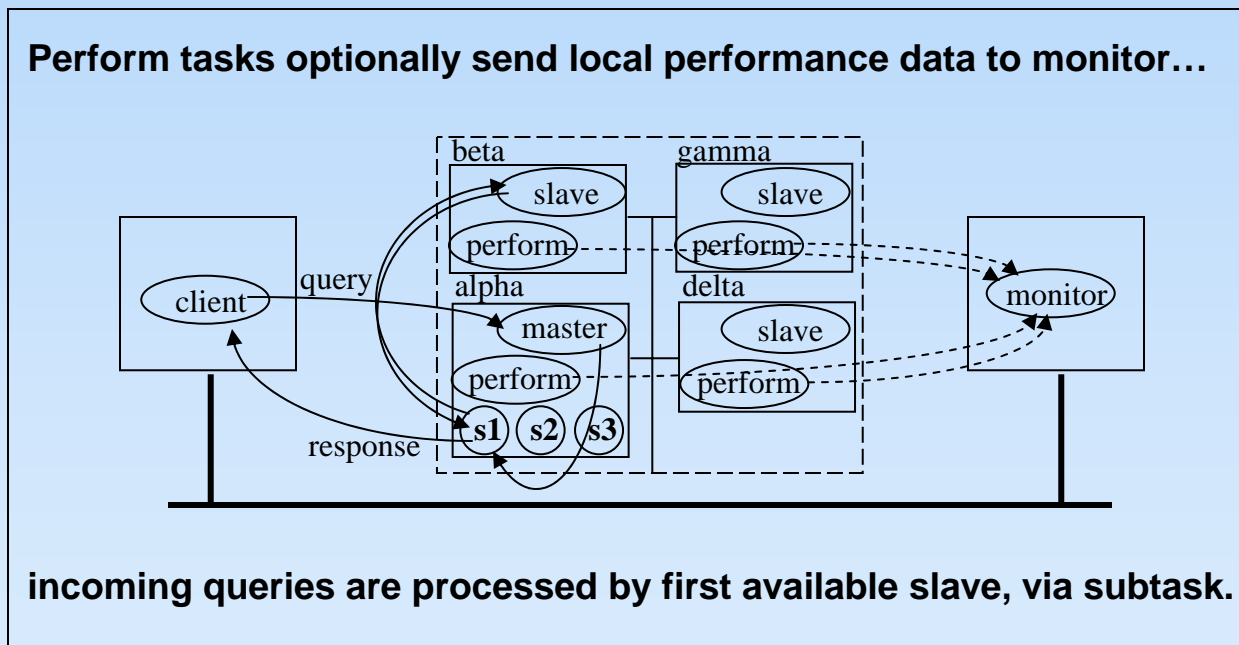 Perform tasks optionally send local performance data to monitor…
beta
gamma
slave
slave
perform
perform
query
alpha
delta
client
monitor
master
slave
perform
perform
s1
s2
s3
response
incoming queries are processed by first available slave, via subtask.